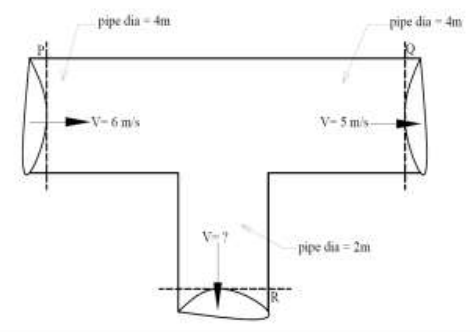 pipe dia = 4m
pipe dia = 4m
P
Q
V= 6 m/s
V= 5 m/s
V= ?
pipe dia = 2m
R